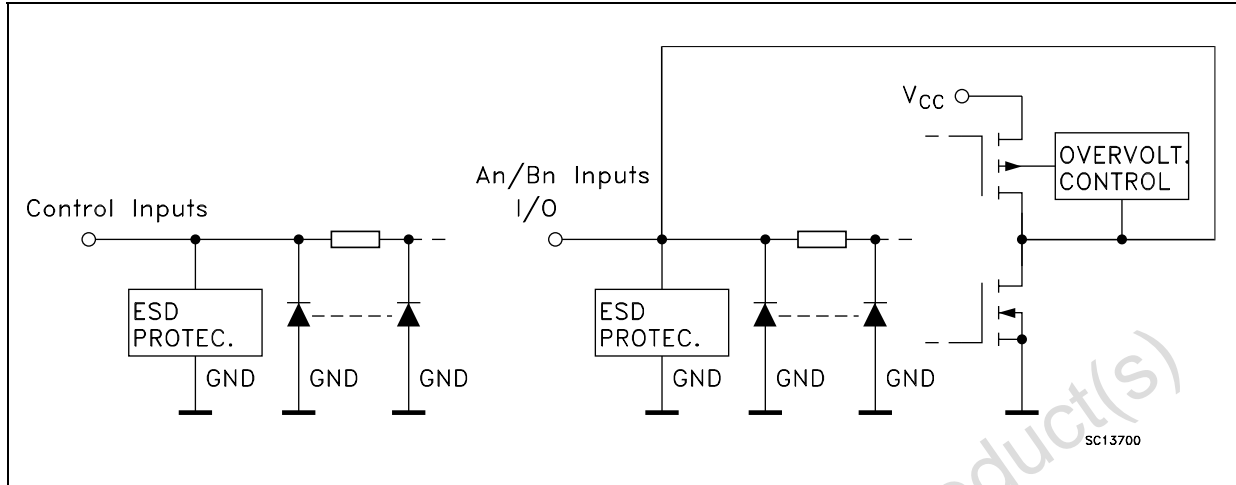 Control Inputs
ESD
PROTEC.
GND
GND
GND
An/Bn Inputs
I/O
ESD
PROTEC.
GND
GND
GND
VCC
OVERVOLT.
CONTROL
SC13700
duct(s)